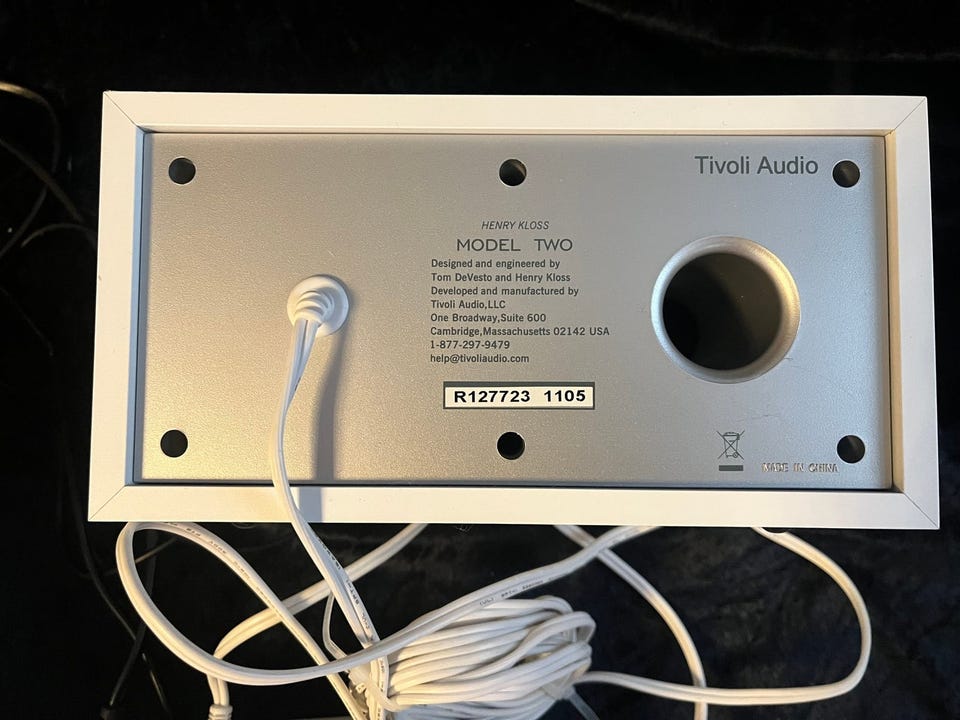 Tivoli Audio
HENRY KLOSS
MODEL TWO
Designed and engineered by
Tom DeVesto and Henry Kloss
Developed and manufactured by
Tivoli Audio,LLC
One Broadway,Suite 600
Cambridge,Massachusetts 02142 USA
1-877-297-9479
help@tivoliaudio.com
R127723 1105
MADE IN CHINA